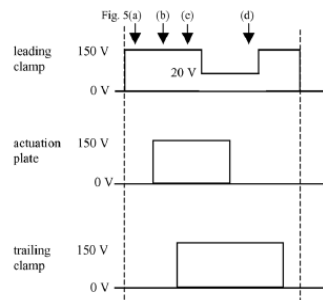 Fig. 5(a) (b) (c) (d)
leading clamp 150 V
20 V
0 V
actuation plate 150 V
0 V
trailing clamp 150 V
0 V